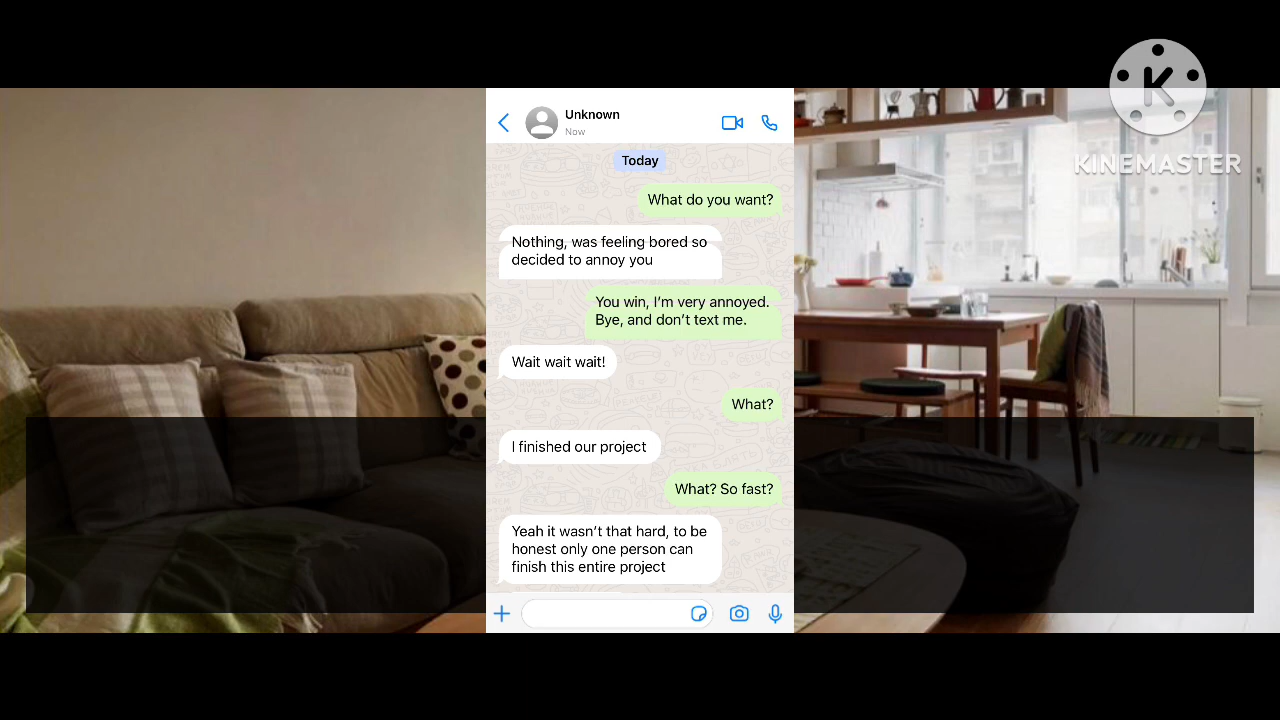 KINEMASTER
Unknown
Now
Today
What do you want?
Nothing, was feeling bored so
decided to annoy you
You win, I’m very annoyed.
Bye, and don’t text me.
Wait wait wait!
What?
I finished our project
What? So fast?
Yeah it wasn’t that hard, to be
honest only one person can
finish this entire project